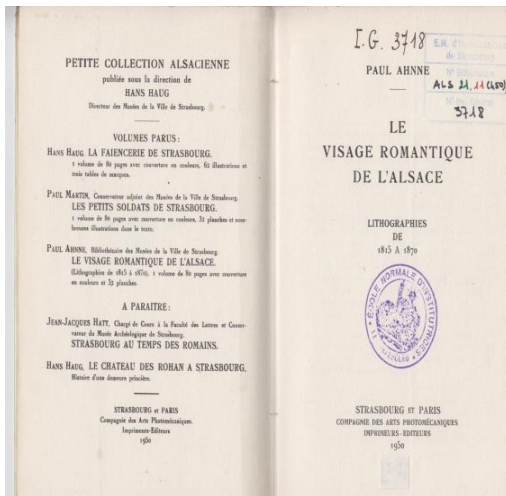 PETITE COLLECTION ALSACIENNE
publiée sous la direction de
HANS HAUG
Directeur des Musées de la Ville de Strasbourg.
VOLUMES PARUS :
HANS HAUG. LA FAIENCERIE DE STRASBOURG.
1 volume de 80 pages avec couverture en couleurs, 62 illustrations et
trois tables de marques.
PAUL MARTIN, Conservateur adjoint des Musées de la Ville de Strasbourg.
LES PETITS SOLDATS DE STRASBOURG.
1 volume de 80 pages avec couverture en couleurs, 32 planches et nom-
breuses illustrations dans le texte.
PAUL AHNNE, Bibliothécaire des Musées de la Ville de Strasbourg.
LE VISAGE ROMANTIQUE DE L'ALSACE.
(Lithographies de 1815 à 1870), 1 volume de 80 pages avec couverture
en couleurs et 32 planches.
A PARAITRE :
JEAN-JACQUES HATT, Chargé de Cours à la Faculté des Lettres et Conser-
vateur du Musée Archéologique de Strasbourg.
STRASBOURG AU TEMPS DES ROMAINS.
HANS HAUG, LE CHATEAU DES ROHAN A STRASBOURG,
Histoire d'une demeure princière.
STRASBOURG et PARIS
Compagnie des Arts Photomécaniques.
Imprimeurs-Editeurs
1950
I.G. 3718
PAUL AHNNE
ALS 21,11 (450)
3718
LE
VISAGE ROMANTIQUE
DE L'ALSACE
LITHOGRAPHIES
DE
1815 A 1870
ÉCOLE NORMALE D'INSTITUTRICES
STRASBOURG ET PARIS
COMPAGNIE DES ARTS PHOTOMÉCANIQUES
IMPRIMEURS-EDITEURS
1950